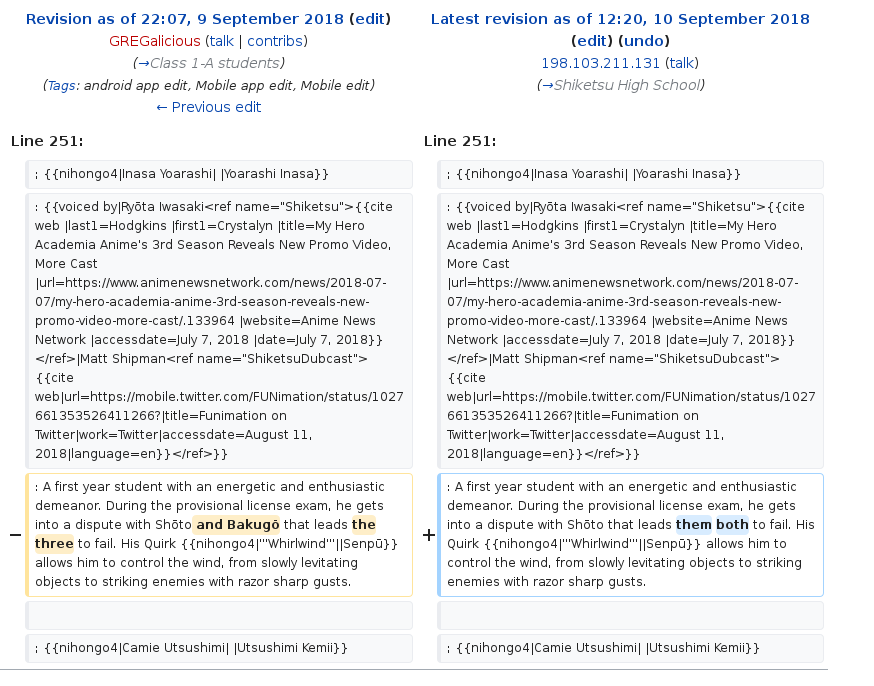 Revision as of 22:07, 9 September 2018 (edit)
GREGalicious (talk | contribs)
(→Class 1-A students)
(Tags: android app edit, Mobile app edit, Mobile edit)
← Previous edit
Latest revision as of 12:20, 10 September 2018
(edit) (undo)
198.103.211.131 (talk)
(→Shiketsu High School)
Line 251:
Line 251:
; {{nihongo4|Inasa Yoarashi| |Yoarashi Inasa}}
; {{nihongo4|Inasa Yoarashi| |Yoarashi Inasa}}
: {{voiced by|Ryōta Iwasaki<ref name="Shiketsu">{{cite
web |last1=Hodgkins |first1=Crystalyn |title=My Hero
Academia Anime's 3rd Season Reveals New Promo Video,
More Cast
|url=https://www.animenewsnetwork.com/news/2018-07-
07/my-hero-academia-anime-3rd-season-reveals-new-
promo-video-more-cast/.133964 |website=Anime News
Network |accessdate=July 7, 2018 |date=July 7, 2018}}
</ref>|Matt Shipman<ref name="ShiketsuDubcast">
{{cite
web|url=https://mobile.twitter.com/FUNimation/status/1027
661353526411266?|title=Funimation on
Twitter|work=Twitter|accessdate=August 11,
2018|language=en}}</ref>}}
: {{voiced by|Ryōta Iwasaki<ref name="Shiketsu">{{cite
web |last1=Hodgkins |first1=Crystalyn |title=My Hero
Academia Anime's 3rd Season Reveals New Promo Video,
More Cast
|url=https://www.animenewsnetwork.com/news/2018-07-
07/my-hero-academia-anime-3rd-season-reveals-new-
promo-video-more-cast/.133964 |website=Anime News
Network |accessdate=July 7, 2018 |date=July 7, 2018}}
</ref>|Matt Shipman<ref name="ShiketsuDubcast">
{{cite
web|url=https://mobile.twitter.com/FUNimation/status/1027
661353526411266?|title=Funimation on
Twitter|work=Twitter|accessdate=August 11,
2018|language=en}}</ref>}}
−
: A first year student with an energetic and enthusiastic
demeanor. During the provisional license exam, he gets
into a dispute with Shōto and Bakugō that leads the
three to fail. His Quirk {{nihongo4|'''Whirlwind'''||Senpū}}
allows him to control the wind, from slowly levitating
objects to striking enemies with razor sharp gusts.
+
: A first year student with an energetic and enthusiastic
demeanor. During the provisional license exam, he gets
into a dispute with Shōto that leads them both to fail. His
Quirk {{nihongo4|'''Whirlwind'''||Senpū}} allows him to
control the wind, from slowly levitating objects to striking
enemies with razor sharp gusts.
; {{nihongo4|Camie Utsushimi| |Utsushimi Kemii}}
; {{nihongo4|Camie Utsushimi| |Utsushimi Kemii}}